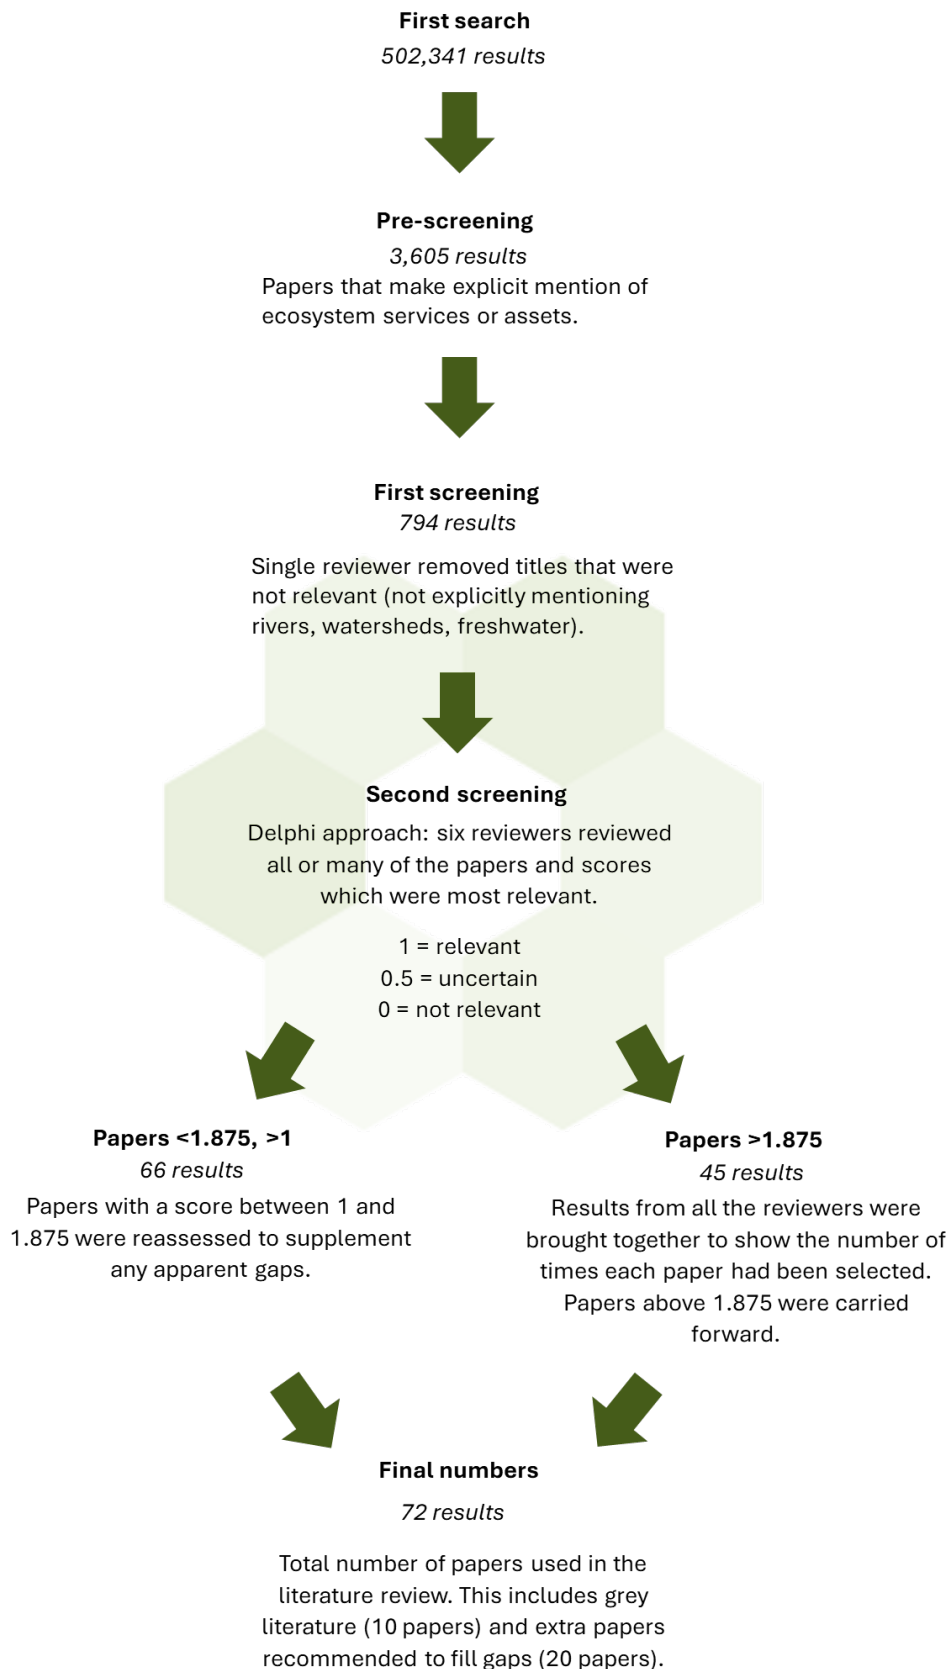 First search
502,341 results
Pre-screening
3,605 results
Papers that make explicit mention of
ecosystem services or assets.
First screening
794 results
Single reviewer removed titles that were
not relevant (not explicitly mentioning
rivers, watersheds, freshwater).
Second screening
Delphi approach: six reviewers reviewed
all or many of the papers and scores
which were most relevant.
1 = relevant
0.5 = uncertain
0 = not relevant
Papers <1.875, >1
66 results
Papers with a score between 1 and
1.875 were reassessed to supplement
any apparent gaps.
Papers >1.875
45 results
Results from all the reviewers were
brought together to show the number of
times each paper had been selected.
Papers above 1.875 were carried
forward.
Final numbers
72 results
Total number of papers used in the
literature review. This includes grey
literature (10 papers) and extra papers
recommended to fill gaps (20 papers).